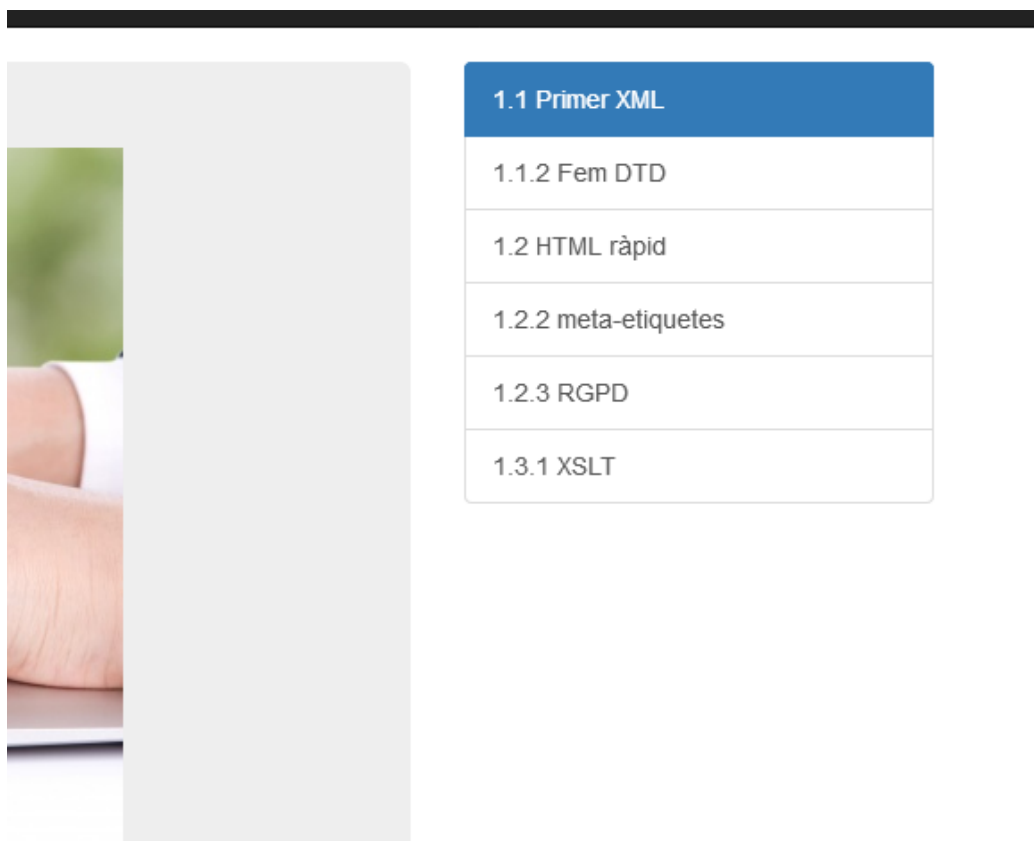 1.1 Primer XML
1.1.2 Fem DTD
1.2 HTML ràpid
1.2.2 meta-etiquetes
1.2.3 RGPD
1.3.1 XSLT